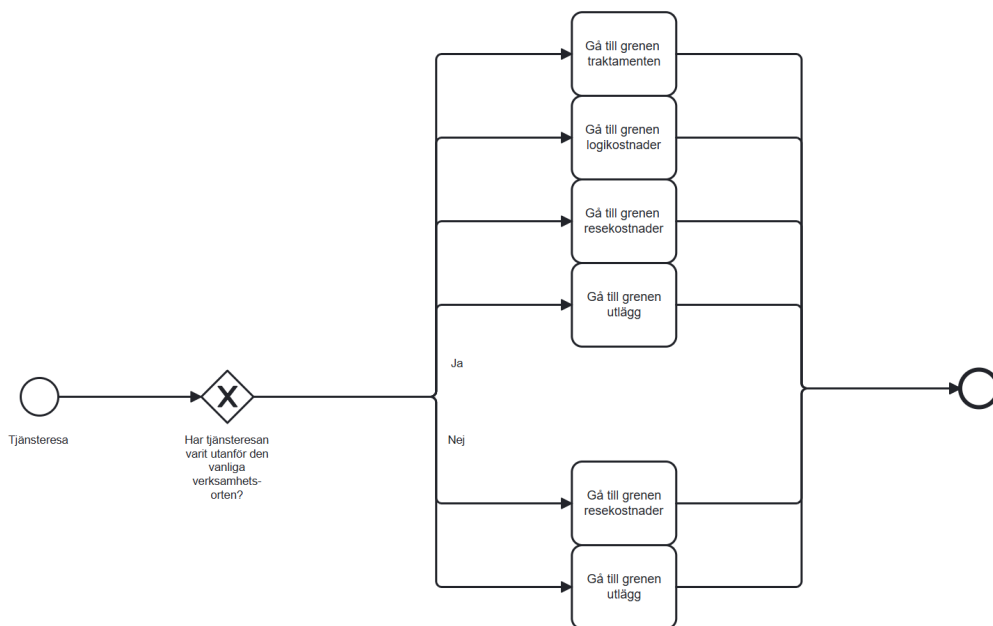 Gå till grenen
traktamenten
Gå till grenen
logikostnader
Gå till grenen
resekostnader
Gå till grenen
utlägg
Ja
Tjänsteresa
Har tjänsteresan
varit utanför den
vanliga
verksamhets-
orten?
Nej
Gå till grenen
resekostnader
Gå till grenen
utlägg